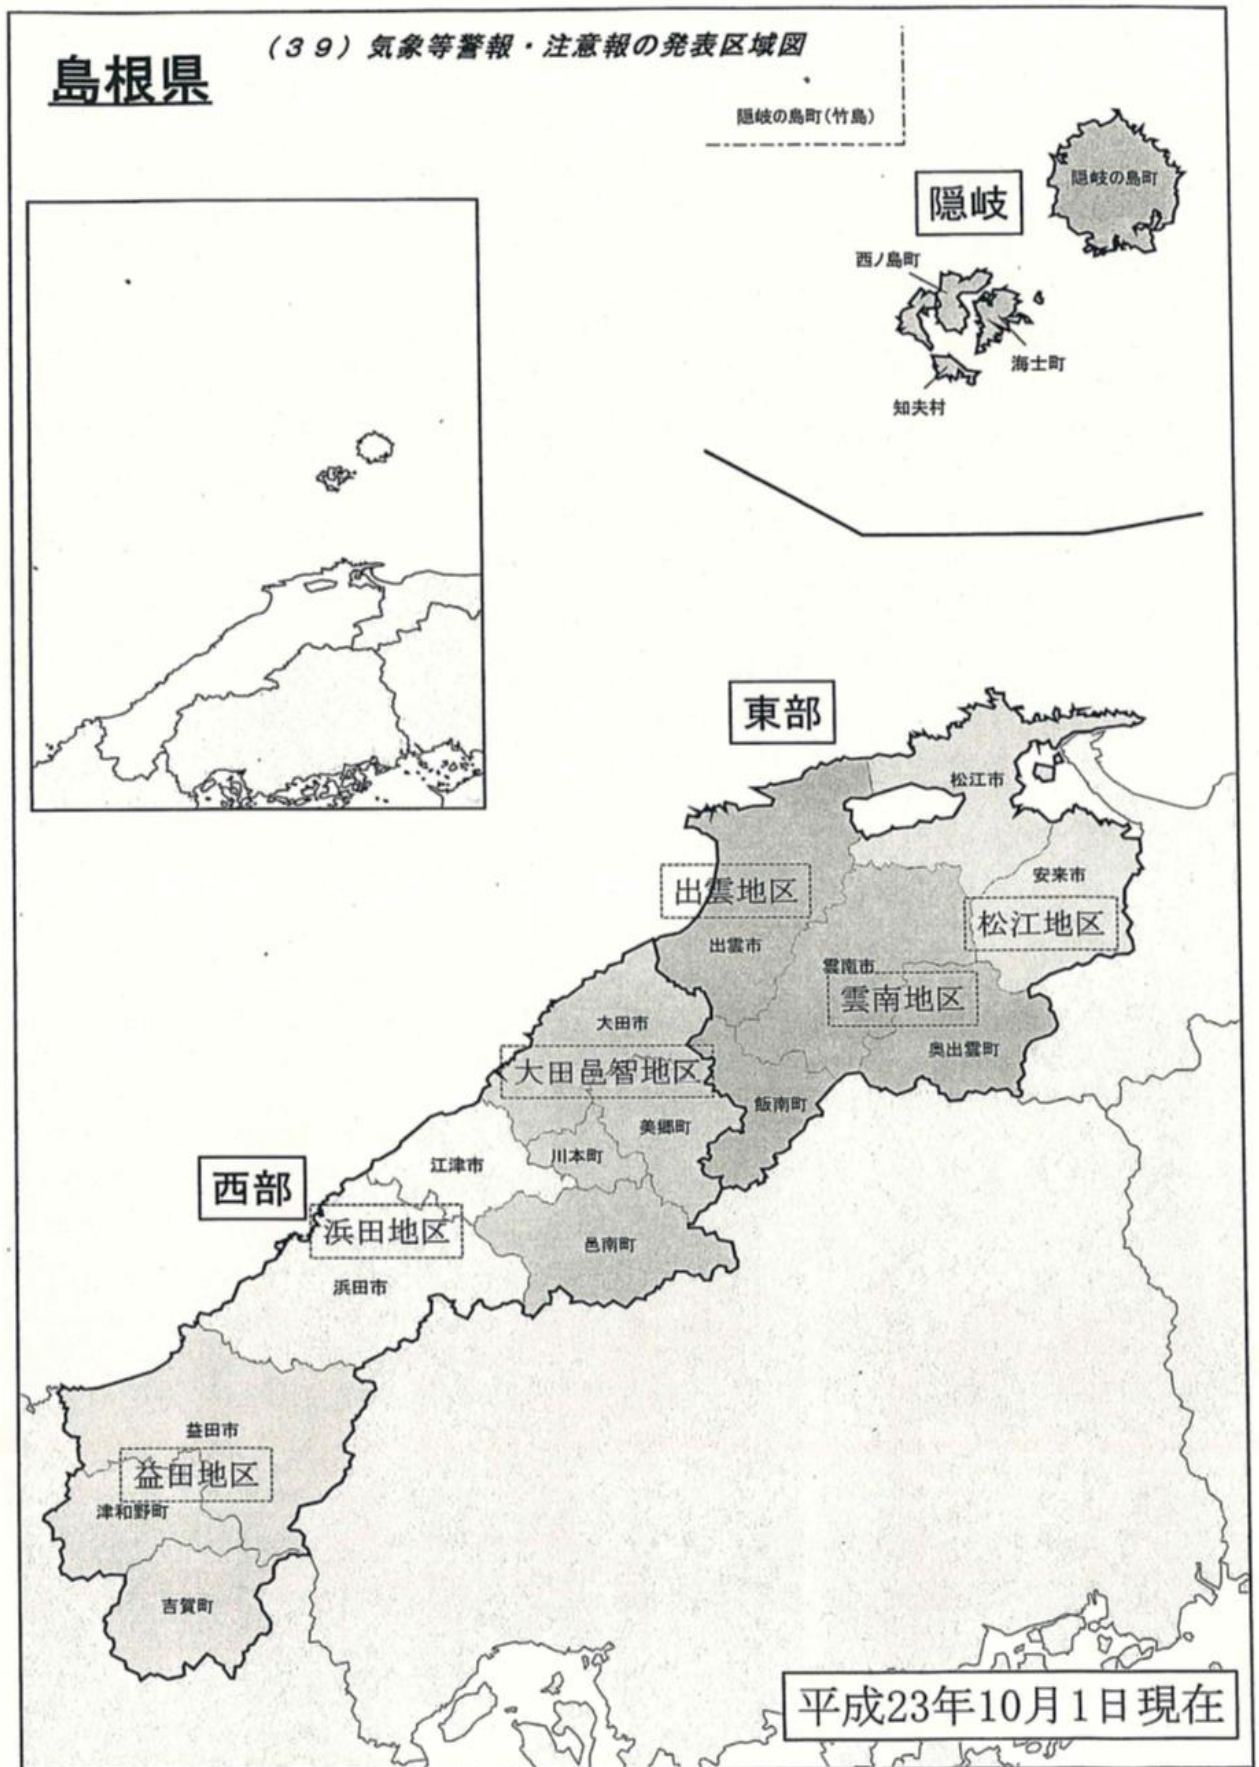 (39) 気象等警報・注意報の発表区域図
島根県
隠岐の島町(竹島)
隠岐の島町
隠岐
西ノ島町
海士町
知夫村
東部
松江市
安来市
出雲地区
松江地区
出雲市
雲南市
雲南地区
大田市
奥出雲町
大田邑智地区
飯南町
美郷町
川本町
江津市
西部
浜田地区
邑南町
浜田市
益田市
益田地区
津和野町
吉賀町
平成23年10月1日現在